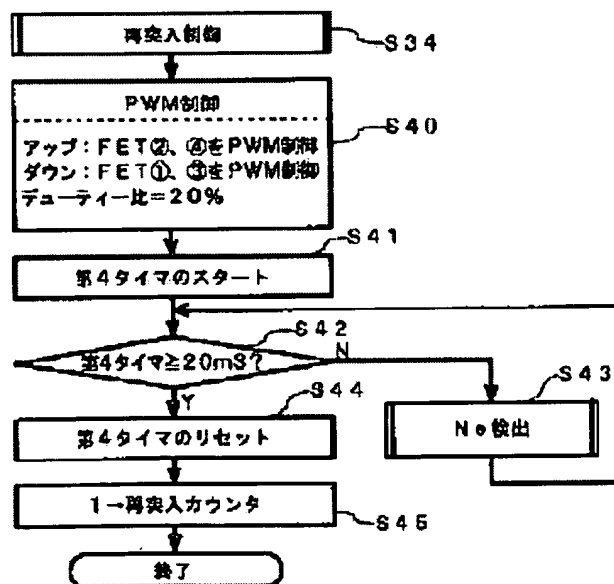 再突入制御
S34
PWM制御
S40
アップ：FET②、④をPWM制御
ダウン：FET①、③をPWM制御
デューティー比＝20%
S41
第4タイマのスタート
S42
第4タイマ≧20mS?
N
S43
Ne検出
Y
S44
第4タイマのリセット
1→再突入カウンタ
S45
終了